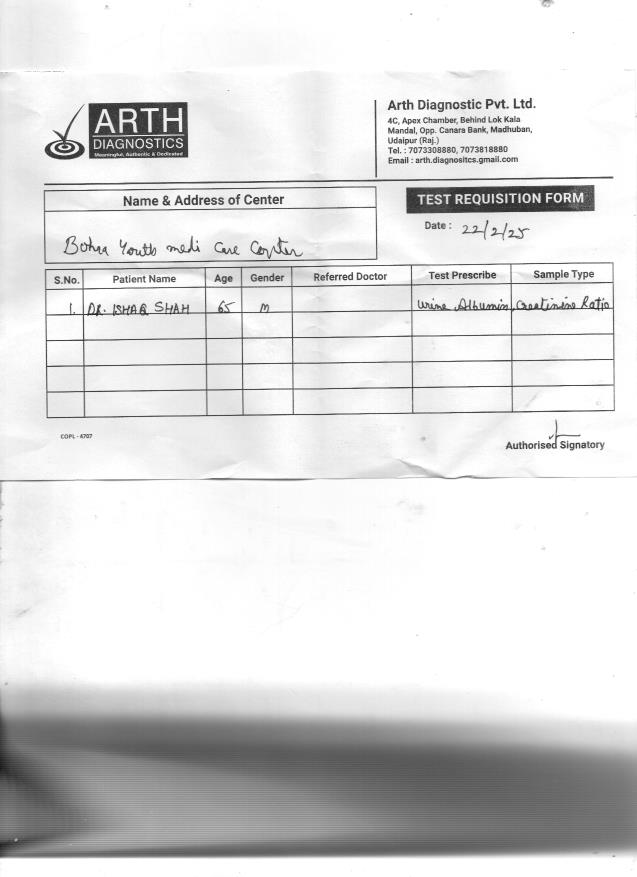 ARTH
DIAGNOSTICS
Meaningful, Authentic & Dedicated
Arth Diagnostic Pvt. Ltd.
4C, Apex Chamber, Behind Lok Kala
Mandal, Opp. Canara Bank, Madhuban,
Udaipur (Raj.)
Tel. : 7073308880, 7073818880
Email : arth.diagnositcs.gmail.com
Name & Address of Center
TEST REQUISITION FORM
Date : 22/2/25
Bohra Youth medi Care Center
S.No. Patient Name Age Gender Referred Doctor Test Prescribe Sample Type
1. DR. ISHAQ SHAH 65 M Urine Albumin, Creatinine Ratio
COPL - 4707
Authorised Signatory